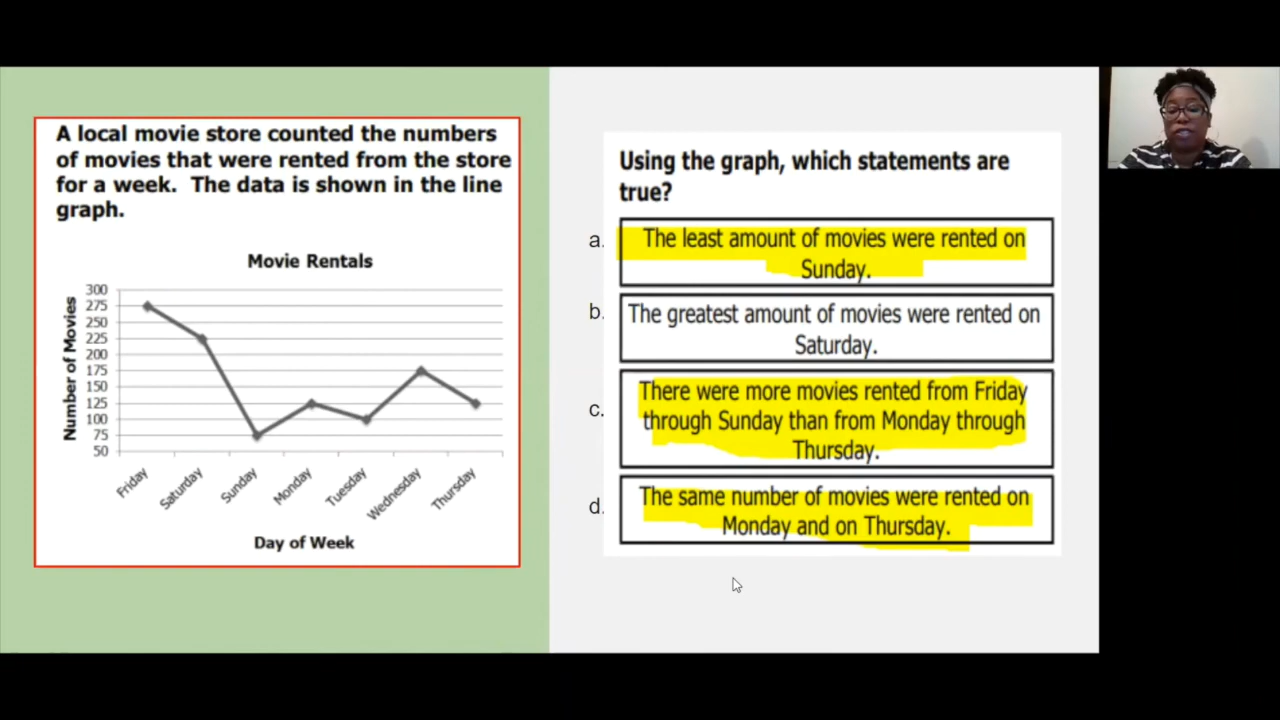 A local movie store counted the numbers
of movies that were rented from the store
for a week. The data is shown in the line
graph.
Movie Rentals
Number of Movies
300
275
250
225
200
175
150
125
100
75
50
Friday
Saturday
Sunday
Monday
Tuesday
Wednesday
Thursday
Day of Week
Using the graph, which statements are
true?
a.
The least amount of movies were rented on
Sunday.
b.
The greatest amount of movies were rented on
Saturday.
c.
There were more movies rented from Friday
through Sunday than from Monday through
Thursday.
d.
The same number of movies were rented on
Monday and on Thursday.